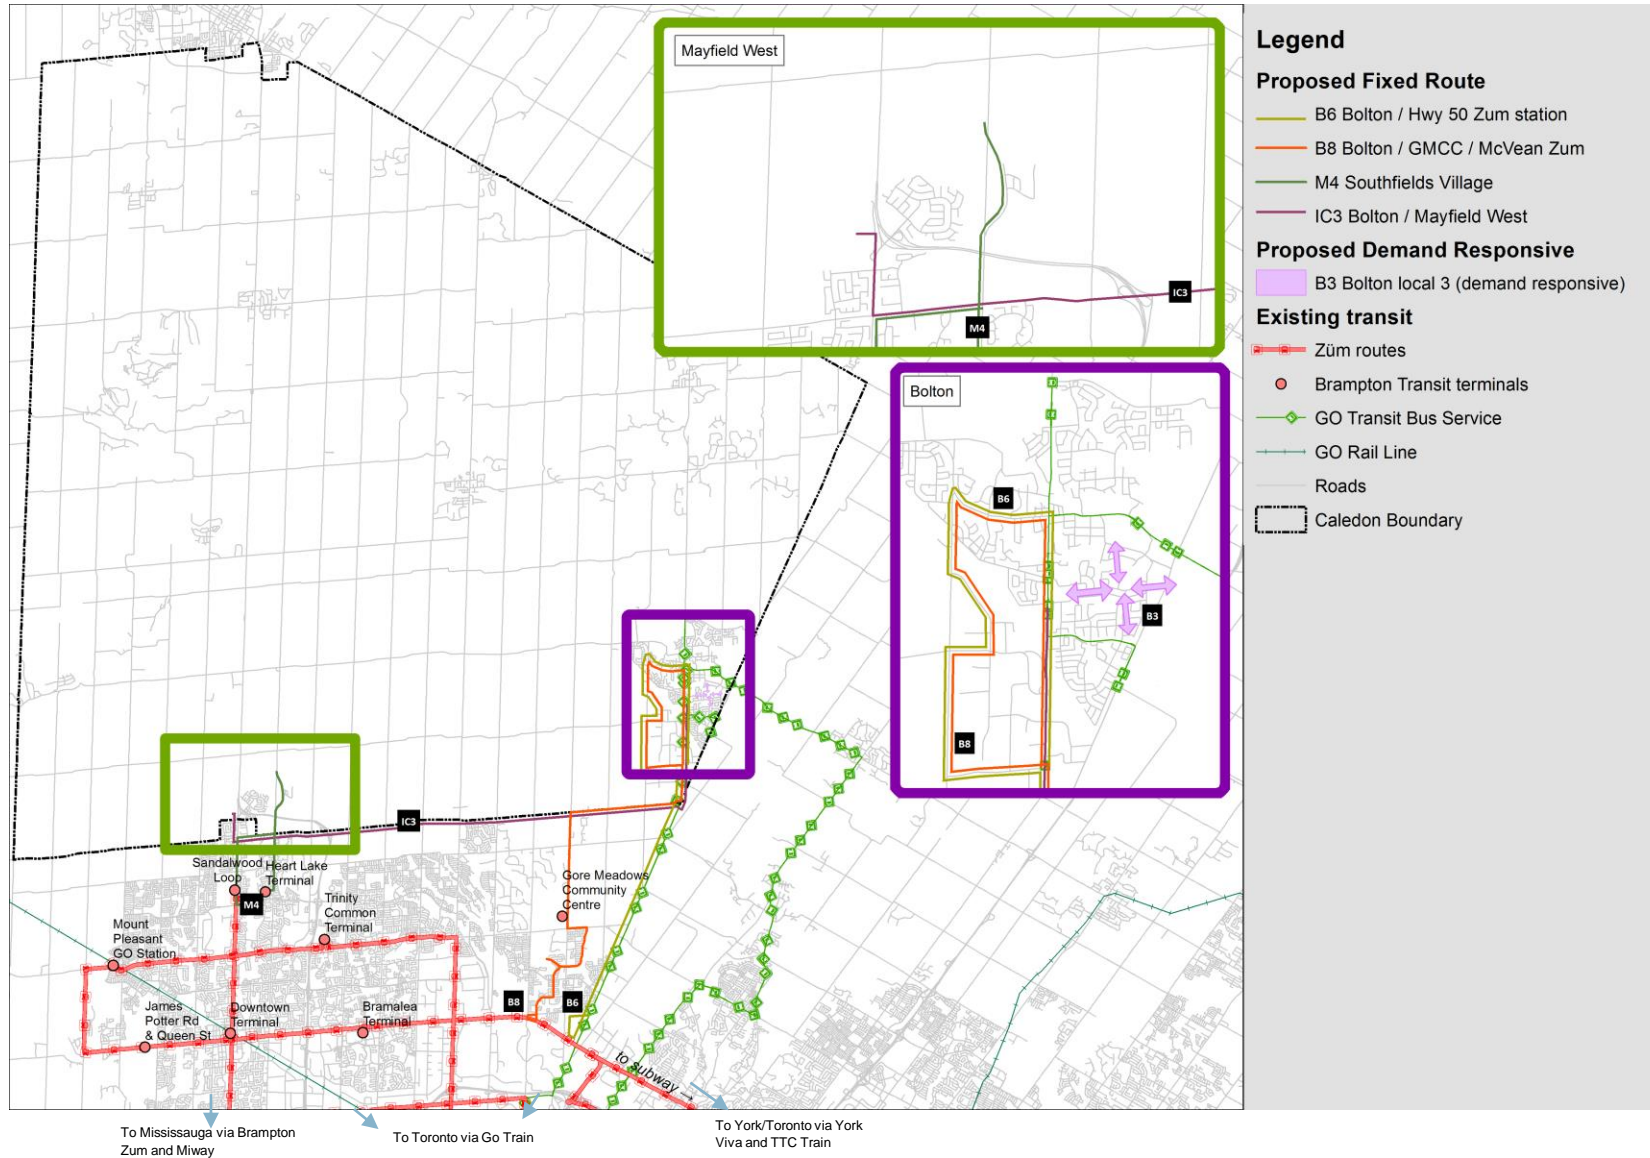 Mayfield West
IC3
M4
Bolton
B6
B3
B8
IC3
Sandalwood
Loop
Heart Lake
Terminal
M4
Trinity
Common
Terminal
Gore Meadows
Community
Centre
Mount
Pleasant
GO Station
James
Potter Rd
& Queen St
Downtown
Terminal
Bramalea
Terminal
B8
B6
to subway →
To Mississauga via Brampton
Zum and Miway
To Toronto via Go Train
To York/Toronto via York
Viva and TTC Train
Legend
Proposed Fixed Route
B6 Bolton / Hwy 50 Zum station
B8 Bolton / GMCC / McVean Zum
M4 Southfields Village
IC3 Bolton / Mayfield West
Proposed Demand Responsive
B3 Bolton local 3 (demand responsive)
Existing transit
Züm routes
Brampton Transit terminals
GO Transit Bus Service
GO Rail Line
Roads
Caledon Boundary